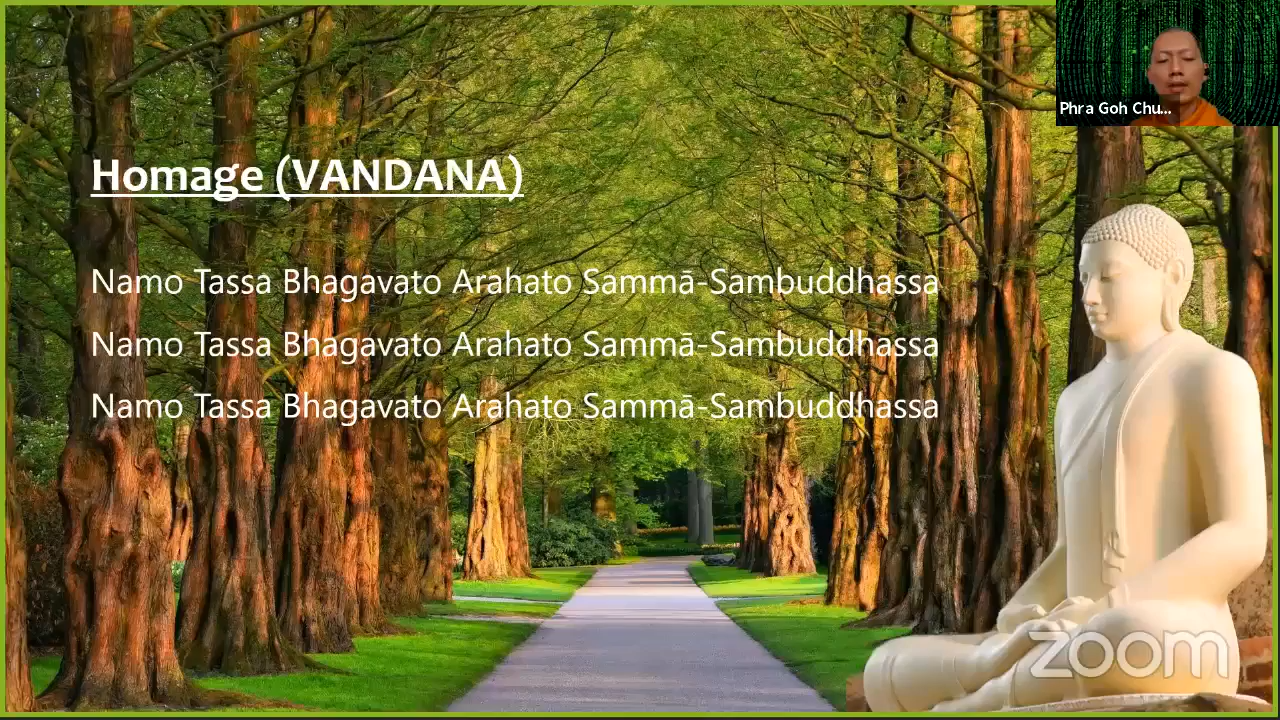 Phra Goh Chu...
Homage (VANDANA)
Namo Tassa Bhagavato Arahato Sammā-Sambuddhassa
Namo Tassa Bhagavato Arahato Sammā-Sambuddhassa
Namo Tassa Bhagavato Arahato Sammā-Sambuddhassa
zoom